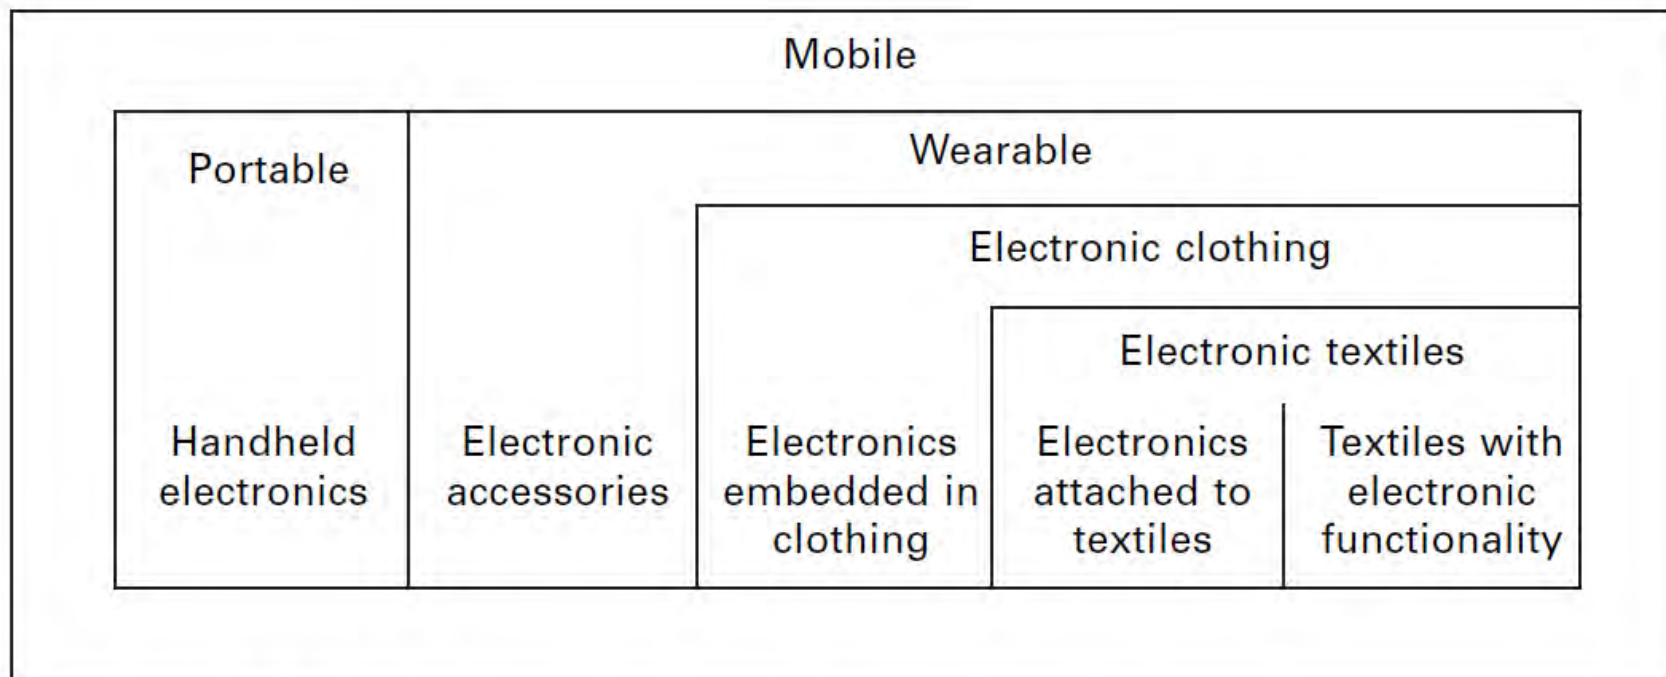 Mobile
Portable
Wearable
Electronic clothing
Electronic textiles
Handheld
electronics
Electronic
accessories
Electronics
embedded in
clothing
Electronics
attached to
textiles
Textiles with
electronic
functionality